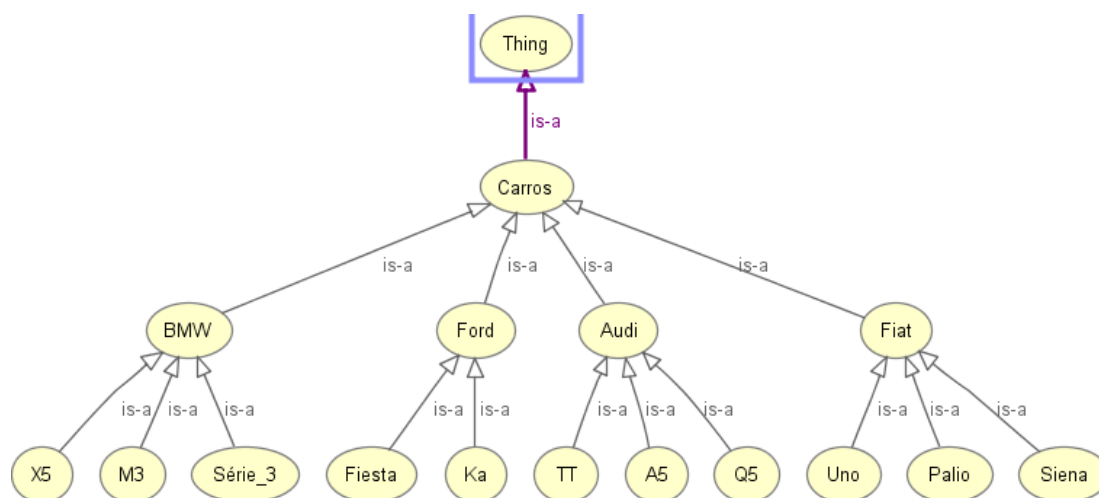 Thing
is-a
Carros
is-a is-a is-a is-a
BMW Ford Audi Fiat
is-a is-a is-a is-a is-a is-a is-a is-a is-a is-a
X5 M3 Série_3 Fiesta Ka TT A5 Q5 Uno Palio Siena